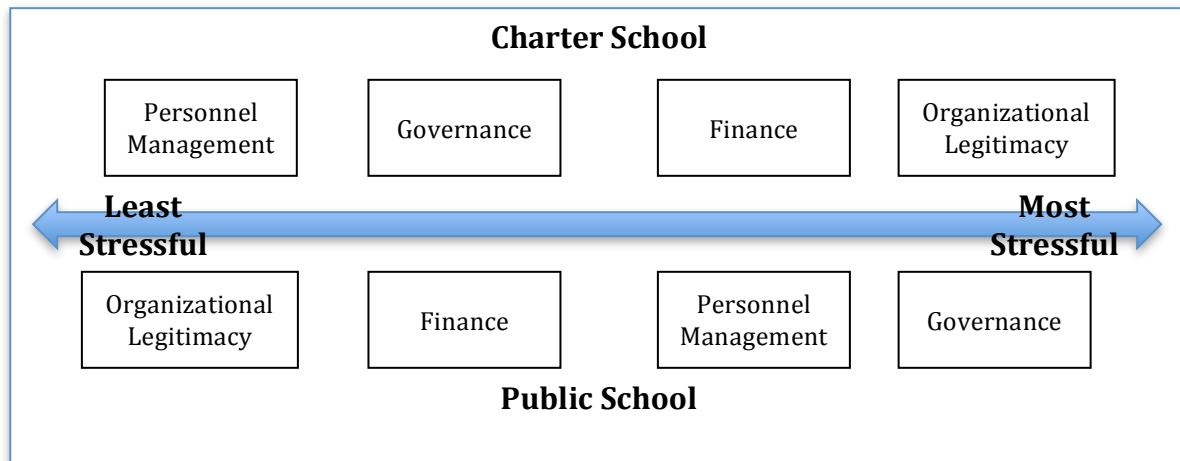 Charter School
Personnel
Management
Governance
Finance
Organizational
Legitimacy
Least
Stressful
Most
Stressful
Organizational
Legitimacy
Finance
Personnel
Management
Governance
Public School